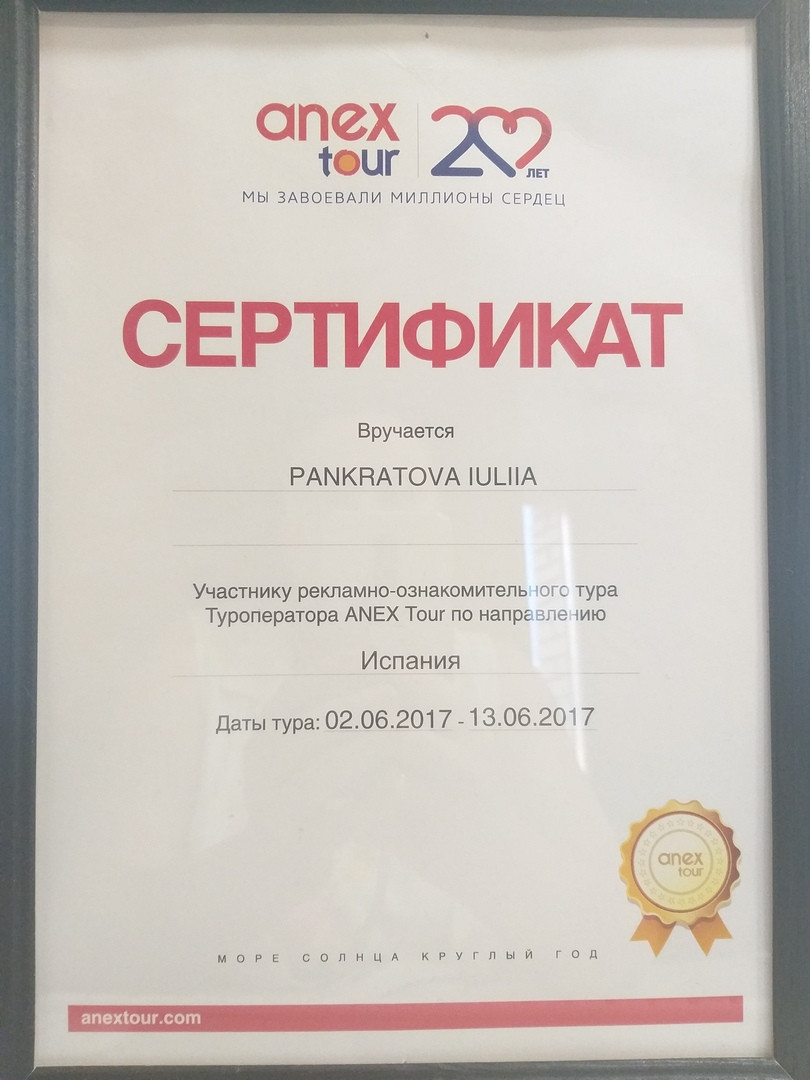 anex
tour
20 ЛЕТ
МЫ ЗАВОЕВАЛИ МИЛЛИОНЫ СЕРДЕЦ
СЕРТИФИКАТ
Вручается
PANKRATOVA IULIIA
Участнику рекламно-ознакомительного тура
Туроператора ANEX Tour по направлению
Испания
Даты тура: 02.06.2017 - 13.06.2017
anex
tour
МОРЕ СОЛНЦА КРУГЛЫЙ ГОД
anextour.com